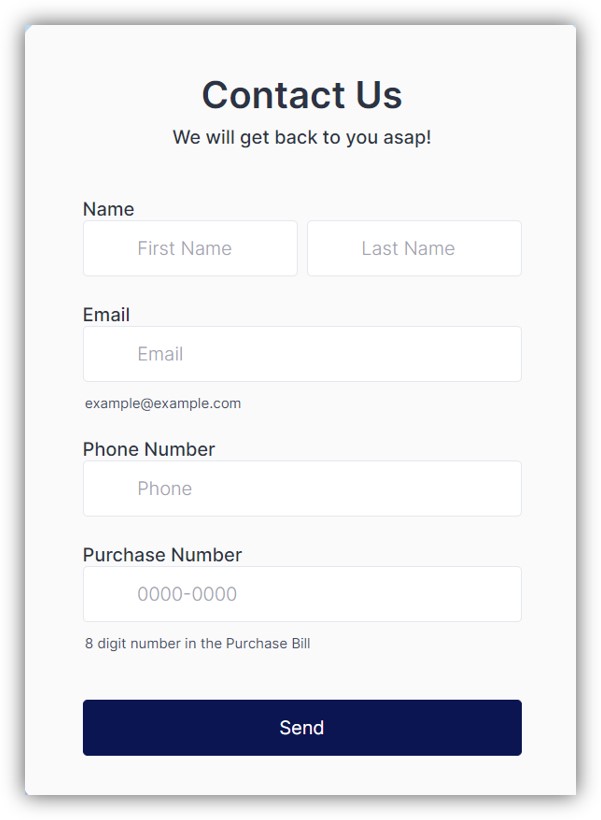 Contact Us
We will get back to you asap!
Name
First Name Last Name
Email
Email
example@example.com
Phone Number
Phone
Purchase Number
0000-0000
8 digit number in the Purchase Bill
Send